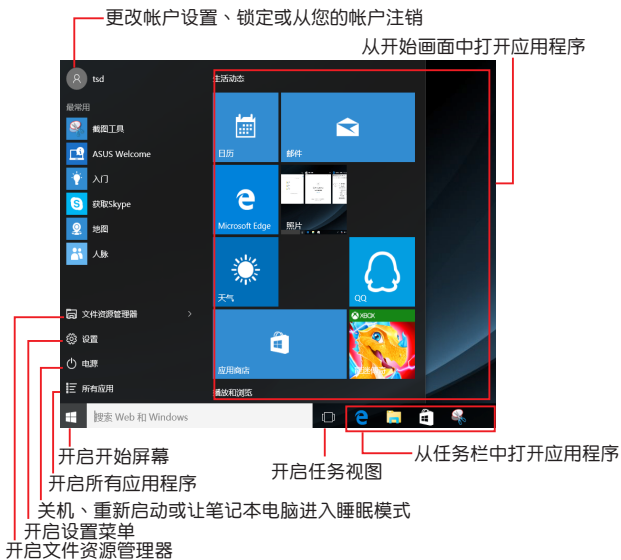 更改帐户设置、锁定或从您的帐户注销
从开始画面中打开应用程序
tsd
生活动态
最常用
截图工具
ASUS Welcome
入门
获取Skype
地图
人脉
日历
邮件
Microsoft Edge
照片
天气
QQ
XBOX
应用商店
播放和浏览
文件资源管理器
设置
电源
所有应用
搜索 Web 和 Windows
开启开始屏幕
开启任务视图
从任务栏中打开应用程序
开启所有应用程序
关机、重新启动或让笔记本电脑进入睡眠模式
开启设置菜单
开启文件资源管理器